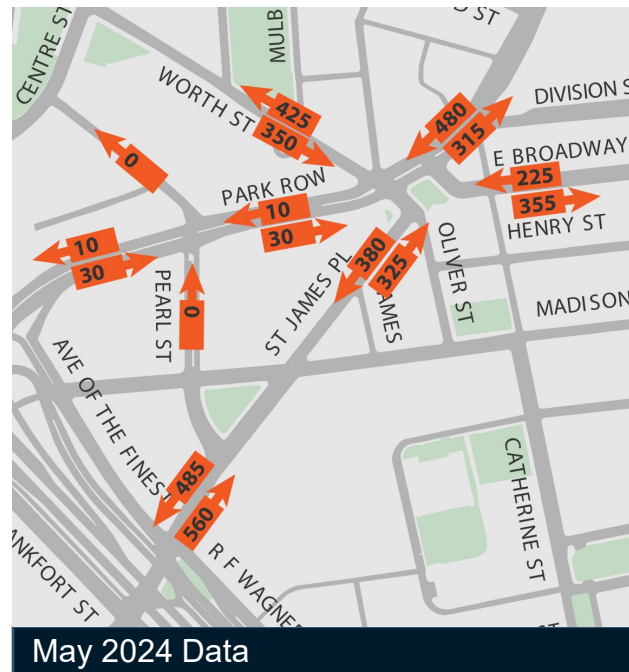 CENTRE ST
MULB
D ST
WORTH ST
425
350
480
315
DIVISION S
E BROADWAY
225
355
HENRY ST
0
PARK ROW
10
30
10
30
PEARL ST
0
ST JAMES PL
380
325
JAMES
OLIVER ST
MADISON
AVE OF THE FINEST
485
560
CATHERINE ST
R F WAGNE
ANKFORT ST
May 2024 Data